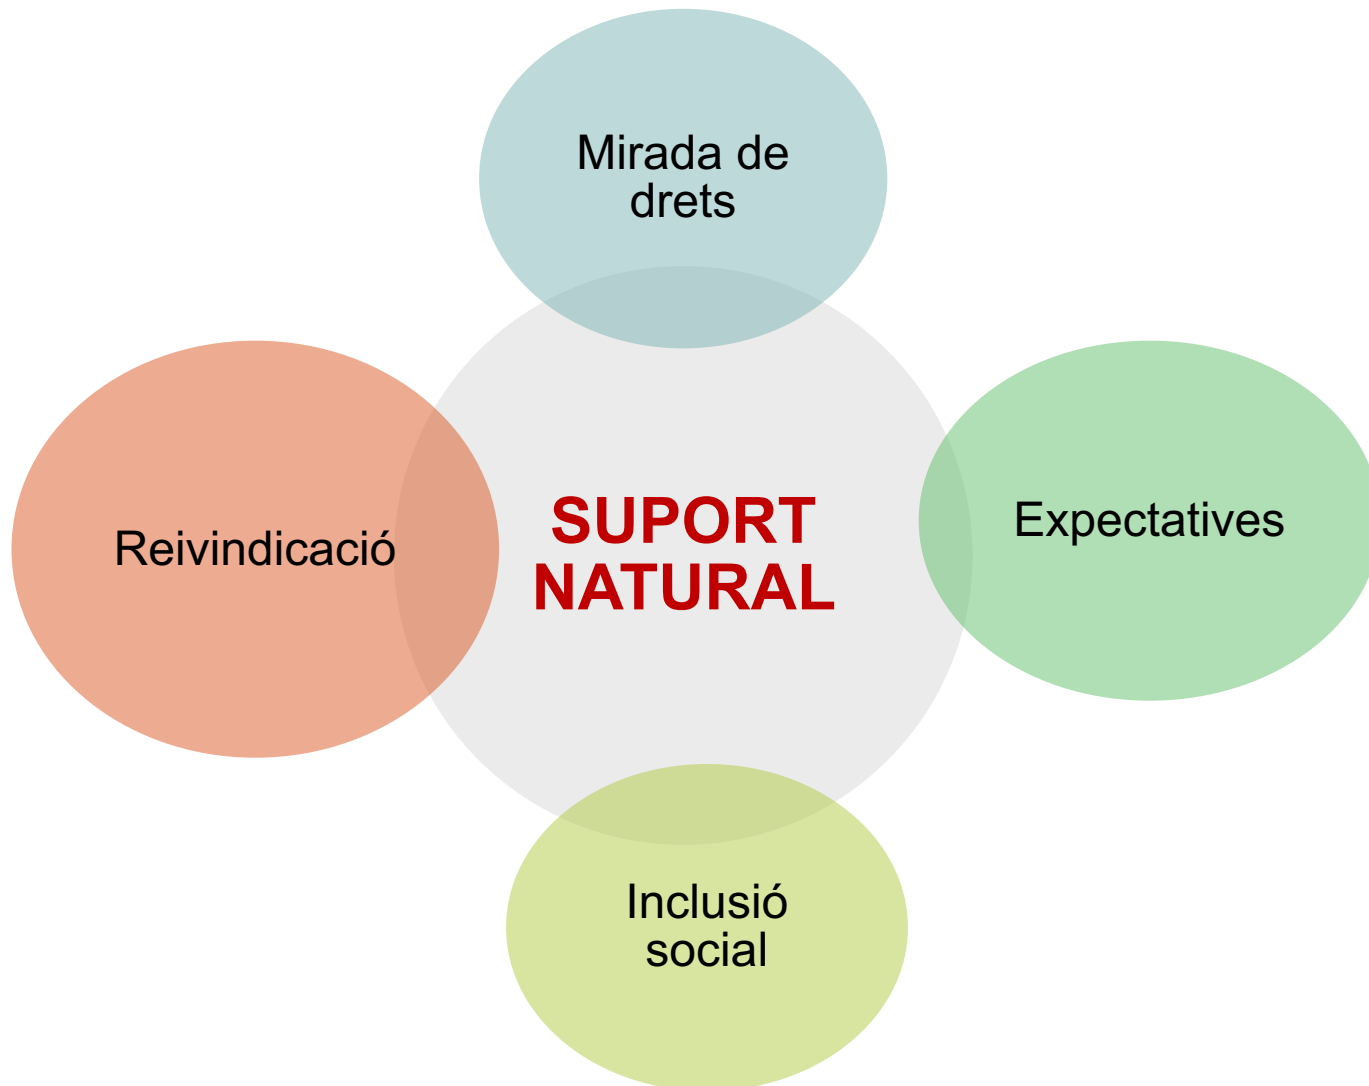 Mirada de
drets
Reivindicació
SUPORT
NATURAL
Expectatives
Inclusió
social